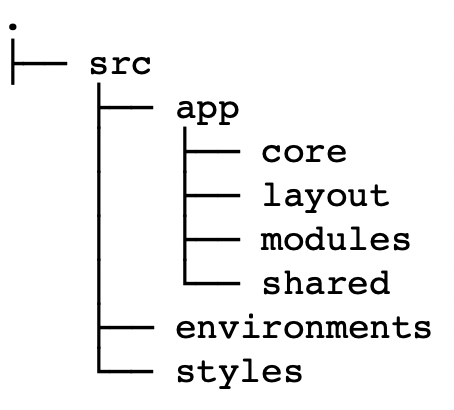 .
├── src
    ├── app
    │   ├── core
    │   ├── layout
    │   ├── modules
    │   └── shared
    ├── environments
    └── styles